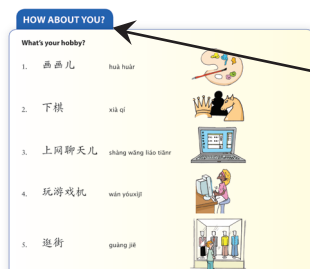 HOW ABOUT YOU?
What's your hobby?
1. 画画儿 huà huàr
2. 下棋 xià qí
3. 上网聊天儿 shàng wǎng liáo tiānr
4. 玩游戏机 wán yóuxìjī
5. 逛街 guàng jiē